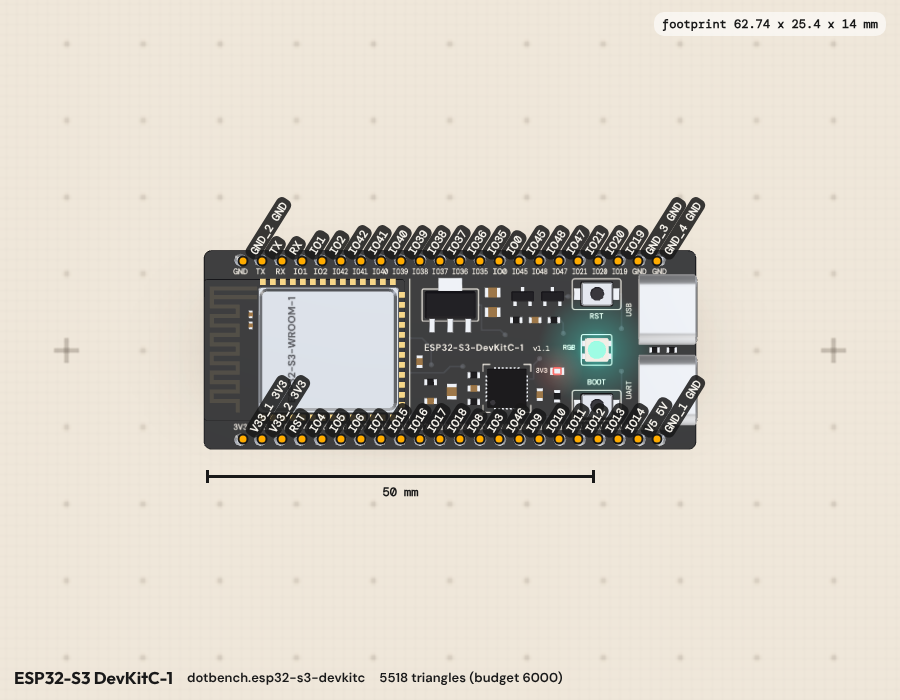 footprint 62.74 x 25.4 x 14 mm
GND_2 GND
TX
RX
IO1
IO2
IO42
IO41
IO40
IO39
IO38
IO37
IO36
IO35
IO0
IO45
IO48
IO47
IO21
IO20
IO19
GND_3 GND
GND_4 GND
GND TX RX IO1 IO2 IO42 IO41 IO40 IO39 IO38 IO37 IO36 IO35 IO0 IO45 IO48 IO47 IO21 IO20 IO19 GND GND
2-S3-WROOM-1
RST
USB
ESP32-S3-DevKitC-1 v1.1
RGB
3V3
BOOT
UART
3V3
V33_1 3V3
V33_2 3V3
RST
IO4
IO5
IO6
IO7
IO15
IO16
IO17
IO18
IO8
IO3
IO46
IO9
IO10
IO11
IO12
IO13
IO14
V5 5V
GND_1 GND
50 mm
ESP32-S3 DevKitC-1 dotbench.esp32-s3-devkitc 5518 triangles (budget 6000)